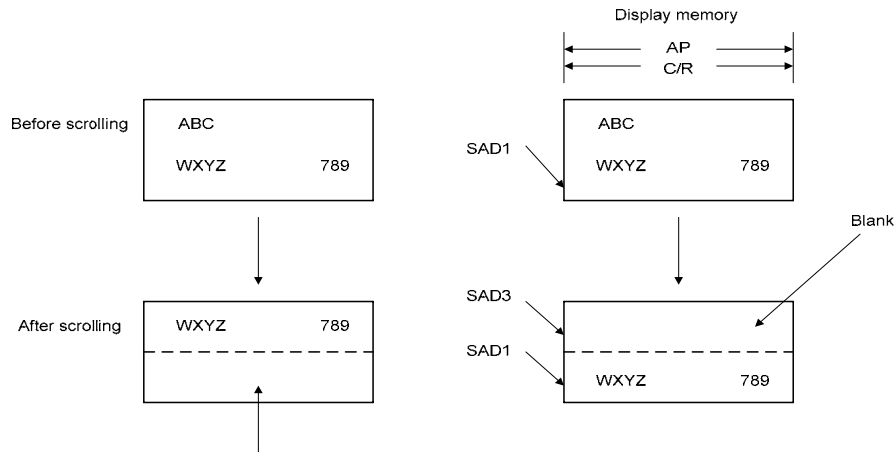 Display memory
AP
C/R
Before scrolling
ABC
WXYZ 789
SAD1
ABC
WXYZ 789
Blank
After scrolling
WXYZ 789
SAD3
SAD1
WXYZ 789